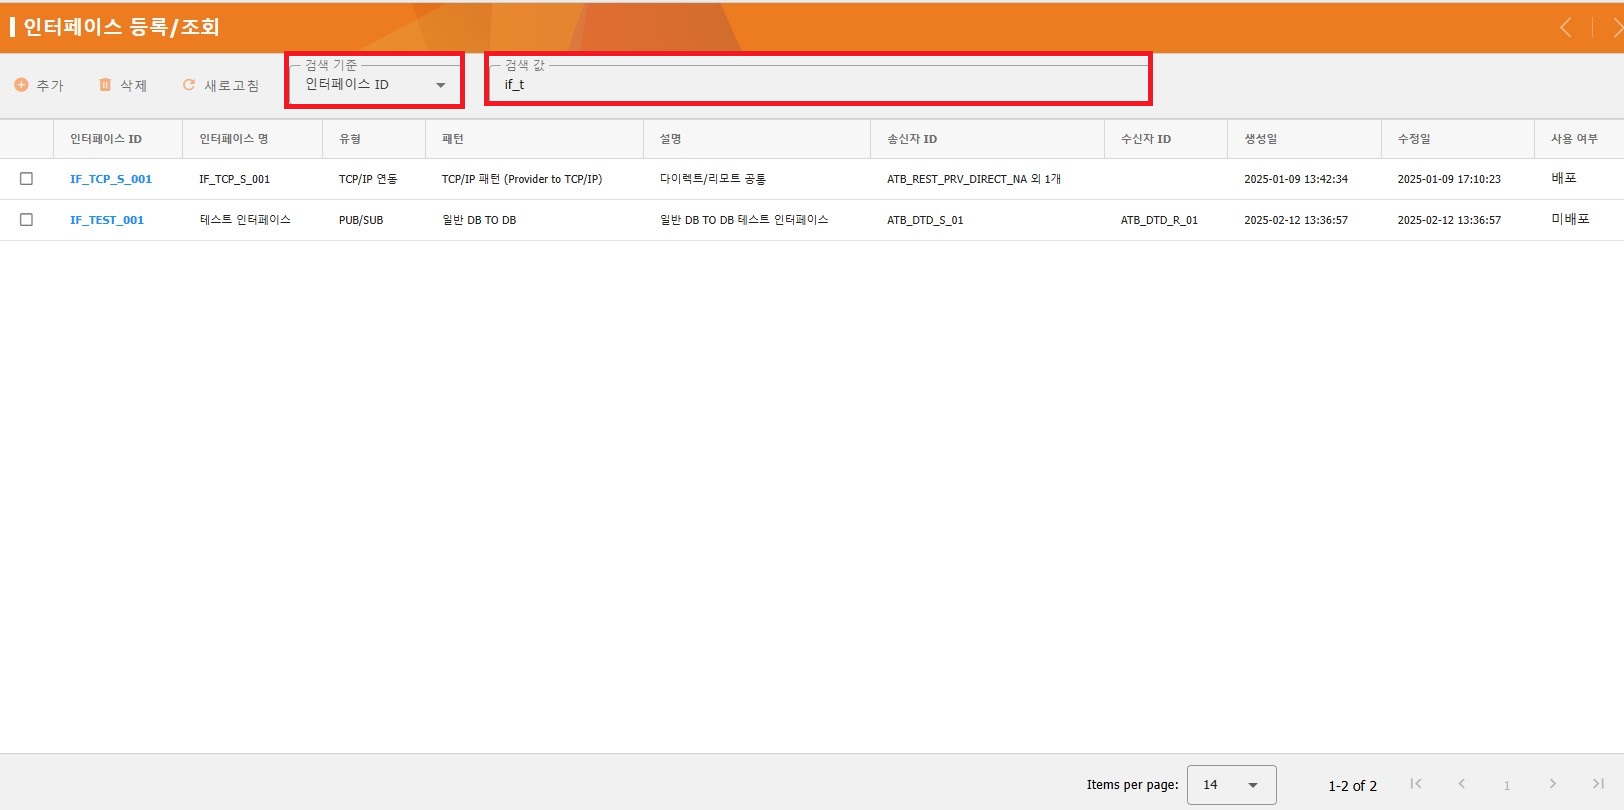 인터페이스 등록/조회
추가 삭제 새로고침 검색 기준 검색 값
인터페이스 ID if_t
인터페이스 ID 인터페이스 명 유형 패턴 설명 송신자 ID 수신자 ID 생성일 수정일 사용 여부
IF_TCP_S_001 IF_TCP_S_001 TCP/IP 연동 TCP/IP 패턴 (Provider to TCP/IP) 다이렉트/리모트 공통 ATB_REST_PRV_DIRECT_NA 외 1개 2025-01-09 13:42:34 2025-01-09 17:10:23 배포
IF_TEST_001 테스트 인터페이스 PUB/SUB 일반 DB TO DB 일반 DB TO DB 테스트 인터페이스 ATB_DTD_S_01 ATB_DTD_R_01 2025-02-12 13:36:57 2025-02-12 13:36:57 미배포
Items per page: 14 1-2 of 2 1